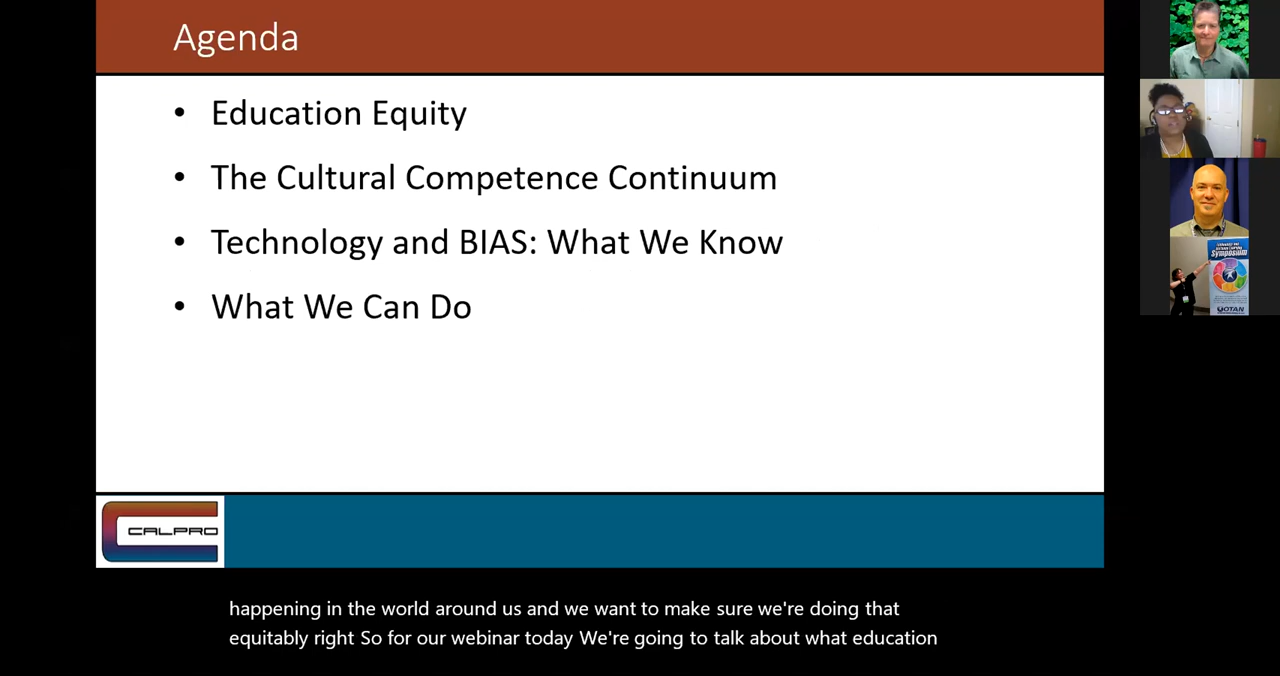 Agenda
• Education Equity
• The Cultural Competence Continuum
• Technology and BIAS: What We Know
• What We Can Do
CALPRO
Symposium
OTAN
happening in the world around us and we want to make sure we're doing that
equitably right So for our webinar today We're going to talk about what education